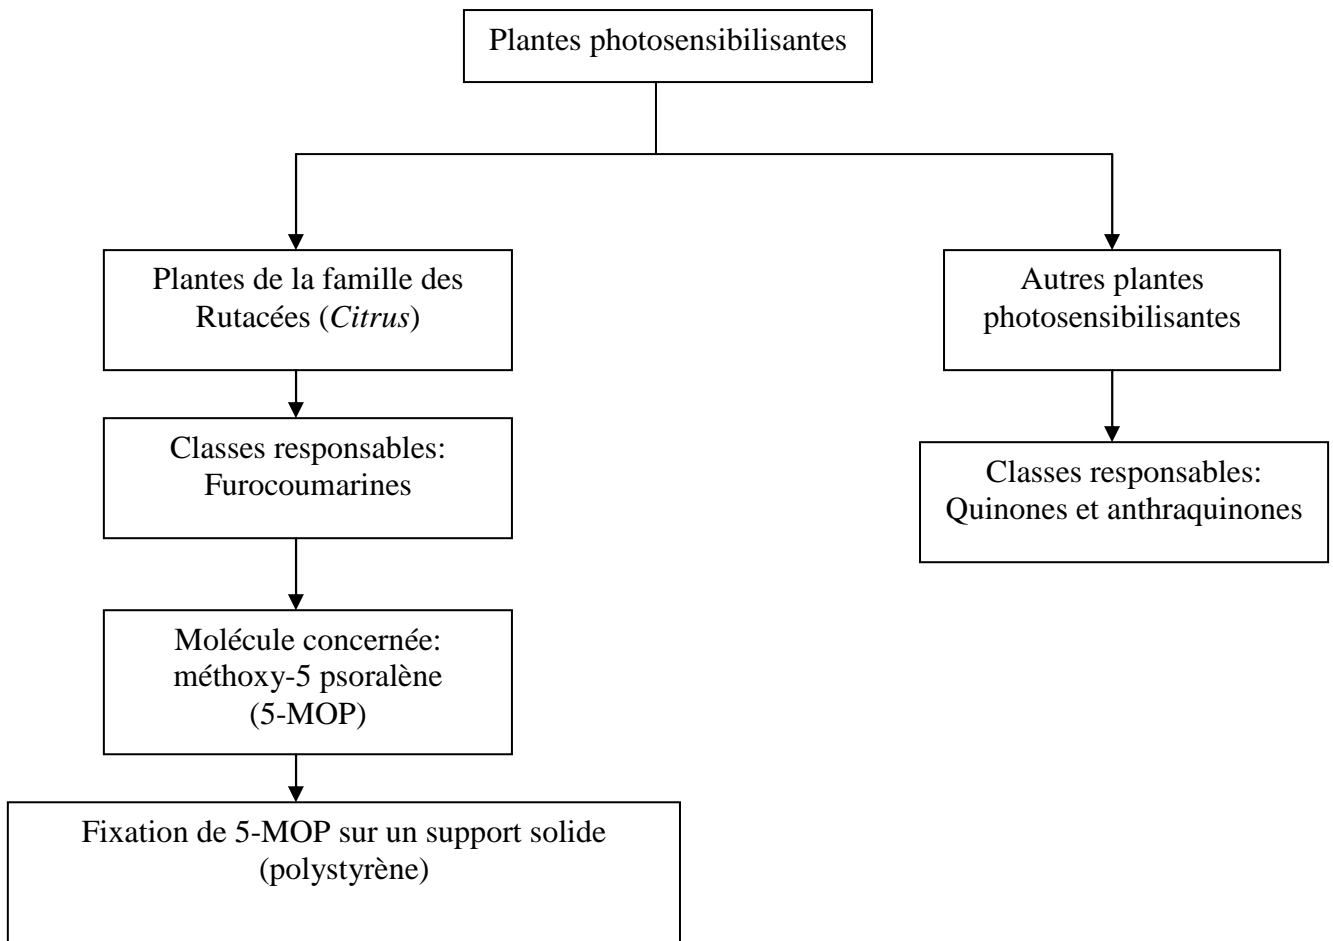 Plantes photosensibilisantes
Plantes de la famille des
Rutacées (Citrus)
Classes responsables:
Furocoumarines
Molécule concernée:
méthoxy-5 psoralène
(5-MOP)
Fixation de 5-MOP sur un support solide
(polystyrène)
Autres plantes
photosensibilisantes
Classes responsables:
Quinones et anthraquinones